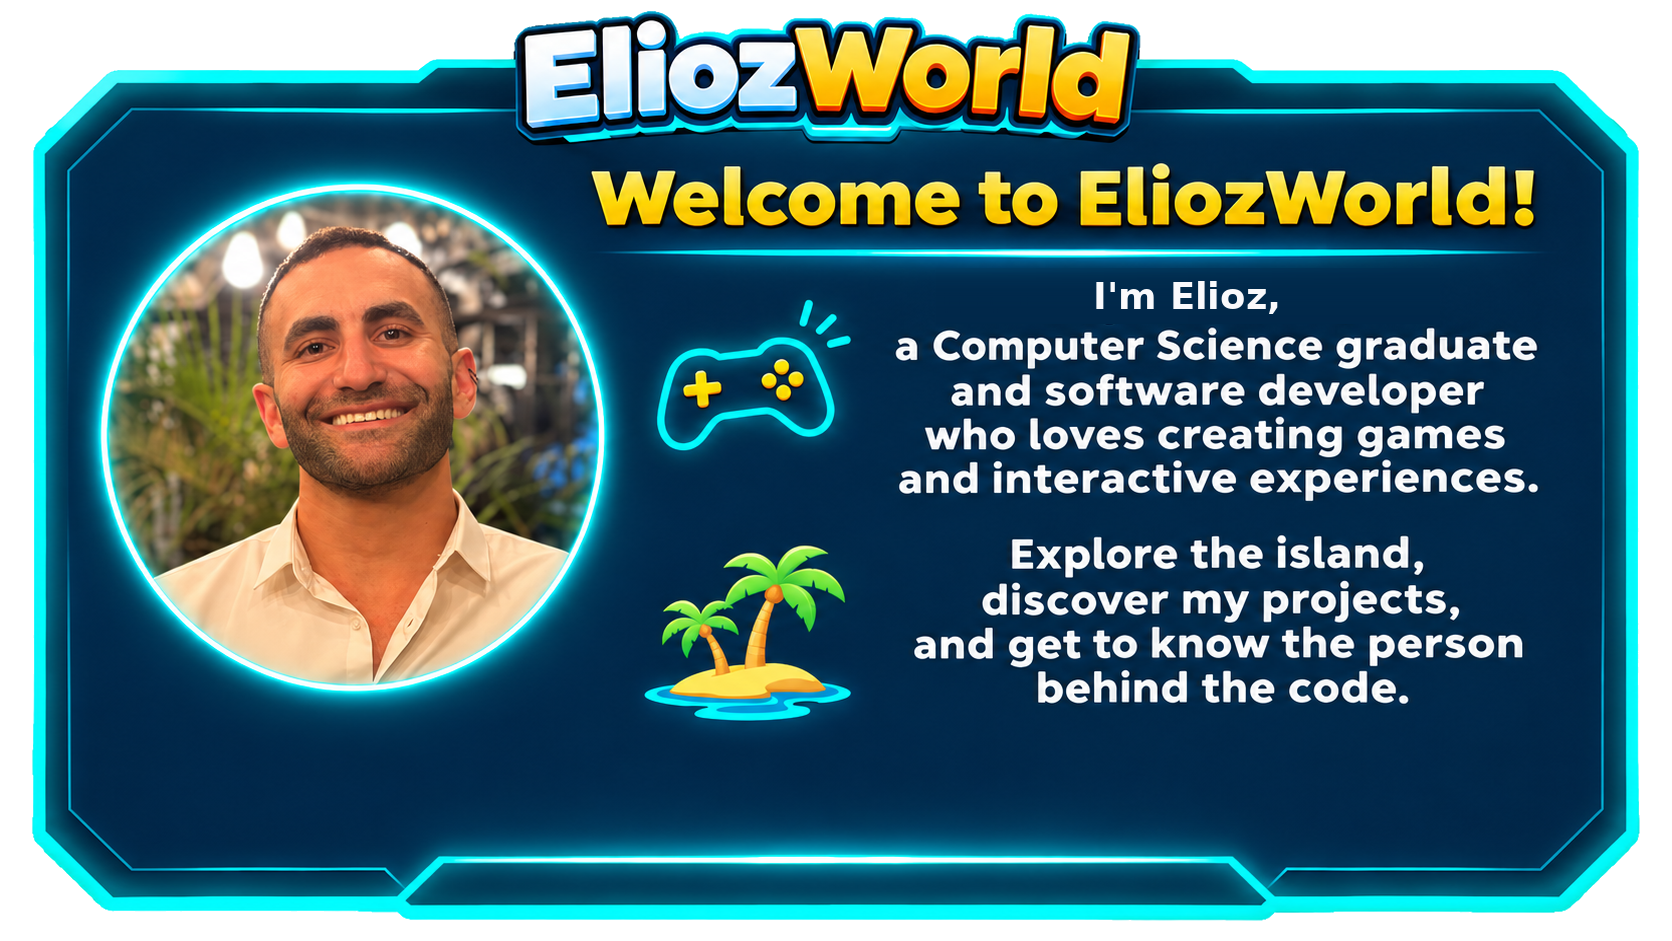 EliozWorld
Welcome to EliozWorld!
I'm Elioz,
a Computer Science graduate
and software developer
who loves creating games
and interactive experiences.
Explore the island,
discover my projects,
and get to know the person
behind the code.